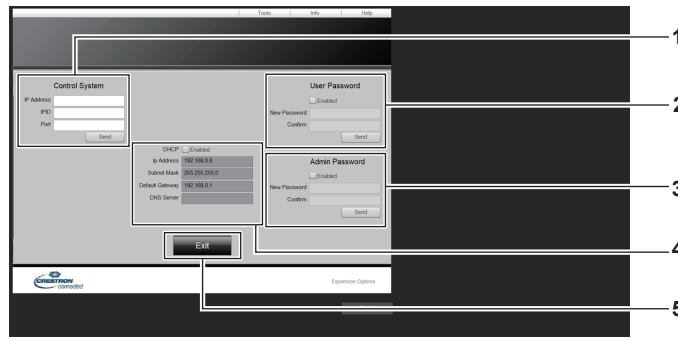 Tools Info Help
Control System
IP Address
IPID
Port
Send
User Password
Enabled
New Password
Confirm
Send
DHCP Enabled
Ip Address 192.168.0.8
Subnet Mask 255.255.255.0
Default Gateway 192.168.0.1
DNS Server
Admin Password
Enabled
New Password
Confirm
Send
Exit
CRESTRON
connected
Expansion Options
1
2
3
4
5